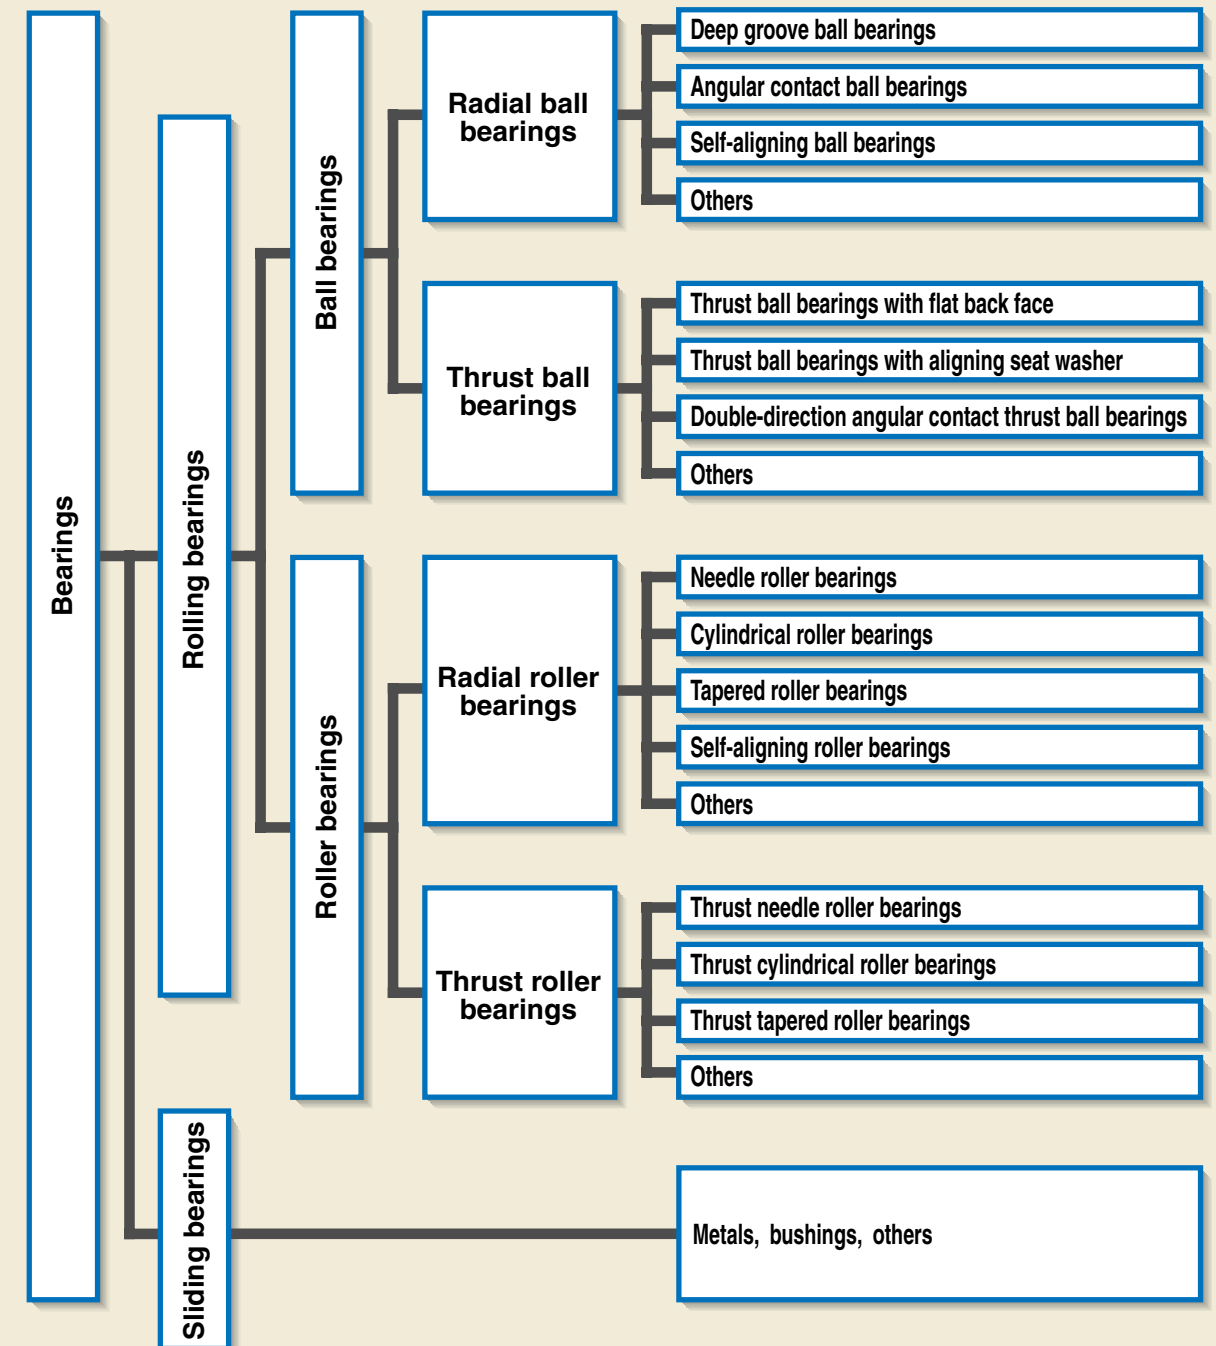 Bearings
Rolling bearings
Ball bearings
Radial ball
bearings
Deep groove ball bearings
Angular contact ball bearings
Self-aligning ball bearings
Others
Thrust ball
bearings
Thrust ball bearings with flat back face
Thrust ball bearings with aligning seat washer
Double-direction angular contact thrust ball bearings
Others
Roller bearings
Radial roller
bearings
Needle roller bearings
Cylindrical roller bearings
Tapered roller bearings
Self-aligning roller bearings
Others
Thrust roller
bearings
Thrust needle roller bearings
Thrust cylindrical roller bearings
Thrust tapered roller bearings
Others
Sliding bearings
Metals, bushings, others